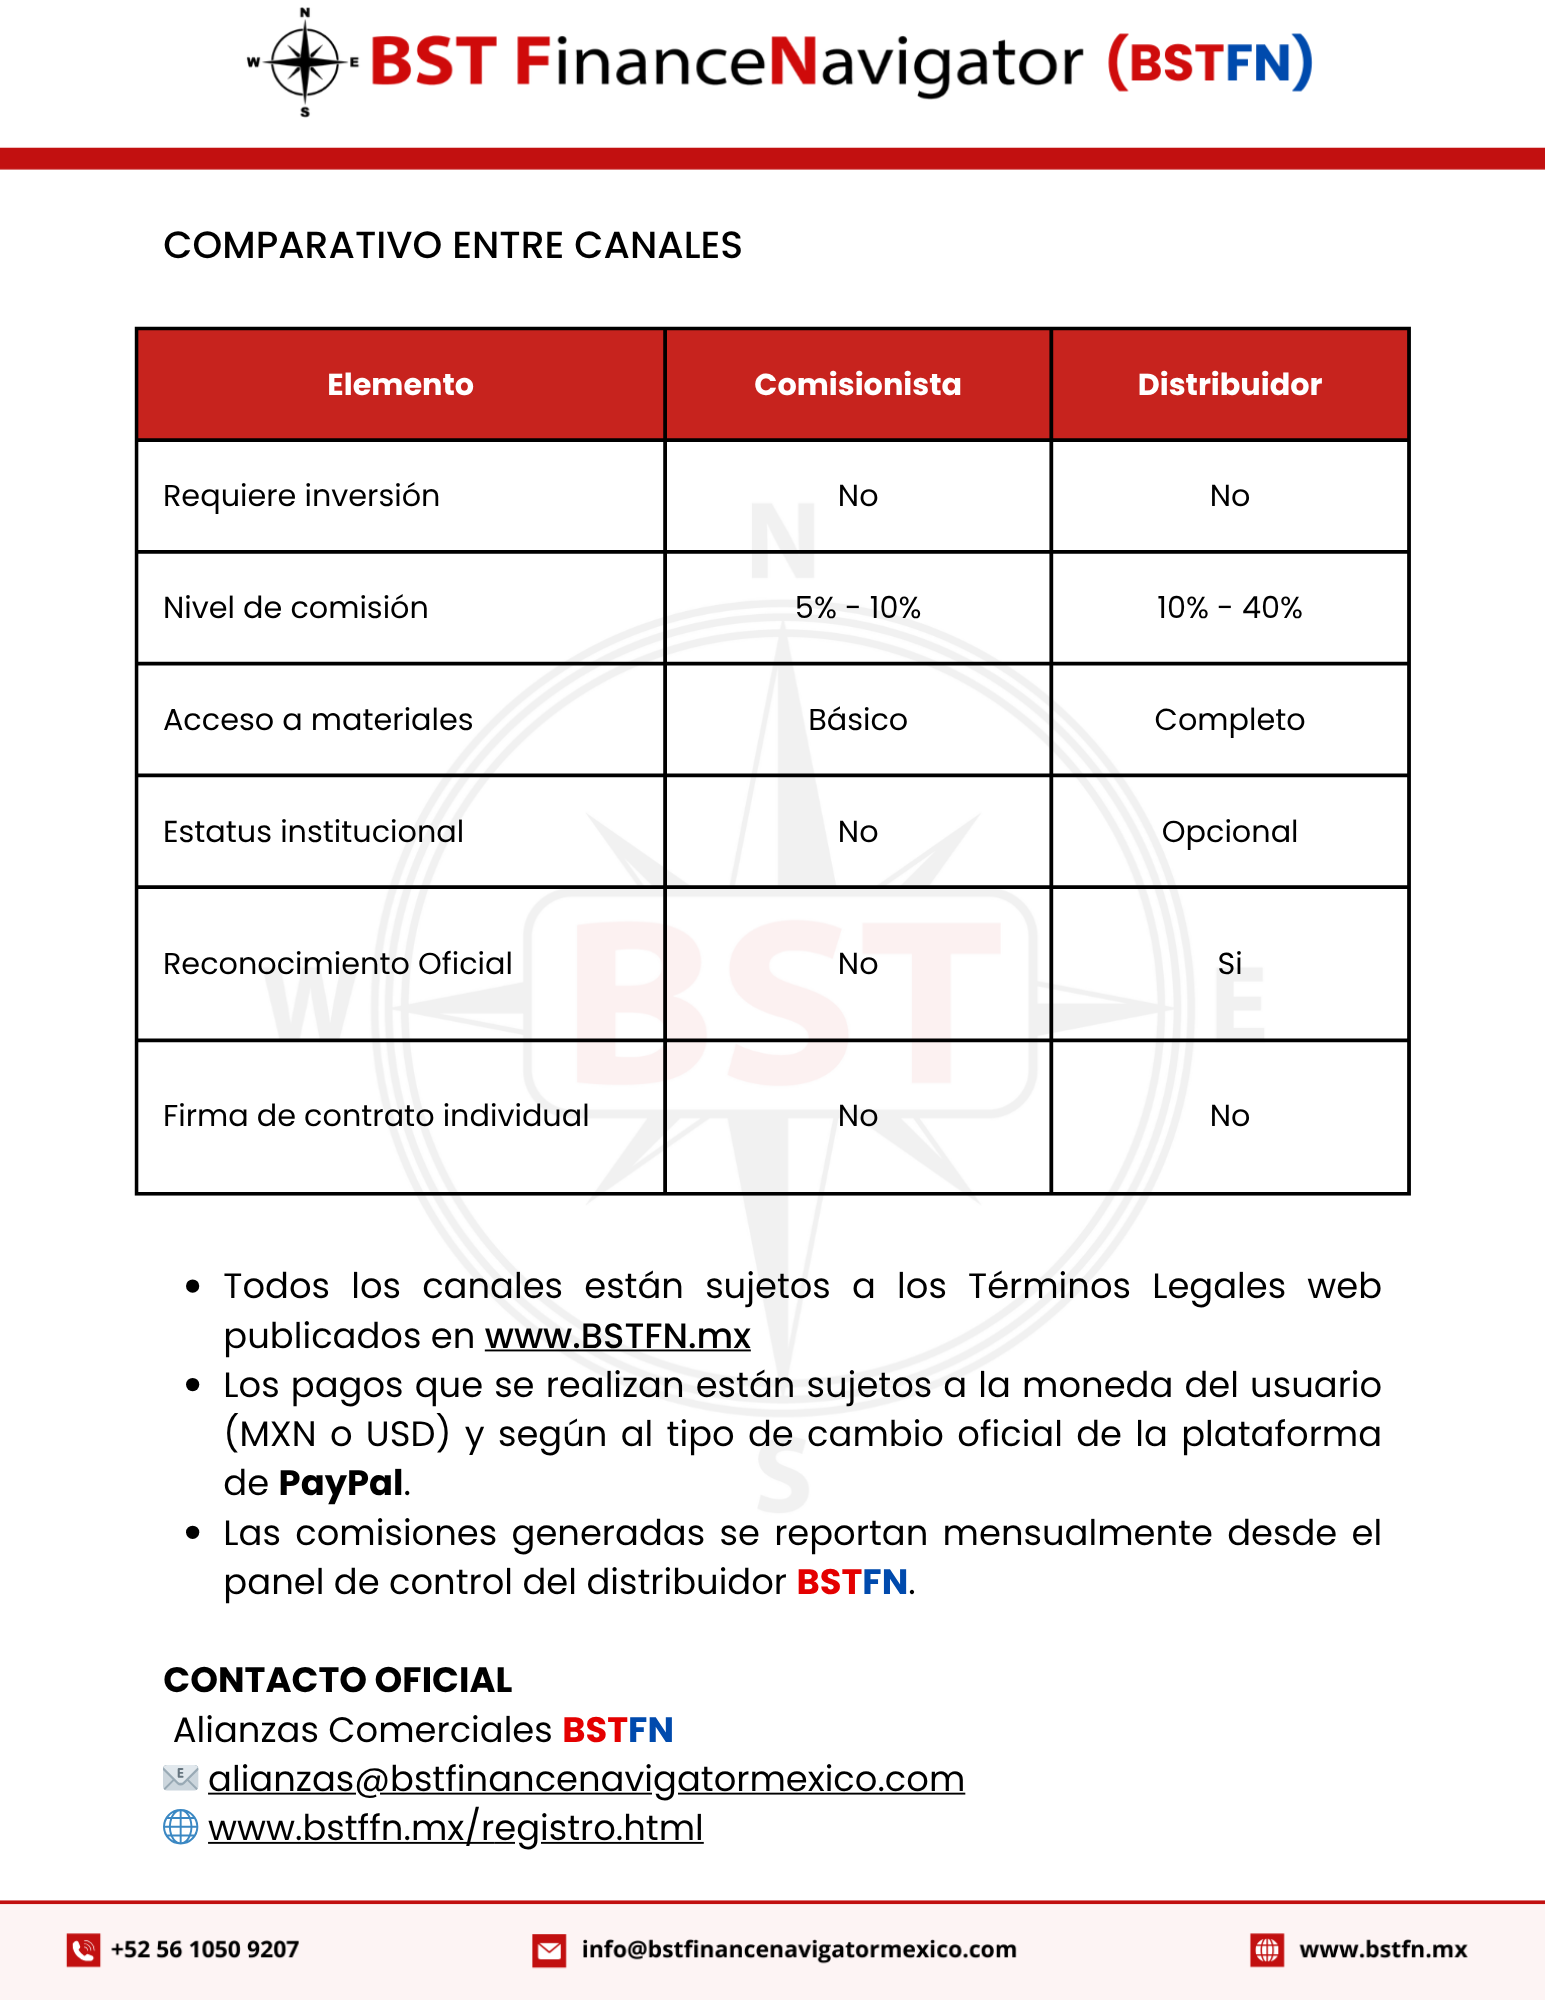 N
W E BST FinanceNavigator (BSTFN)
S
COMPARATIVO ENTRE CANALES
Elemento Comisionista Distribuidor
Requiere inversión No No
Nivel de comisión 5% - 10% 10% - 40%
Acceso a materiales Básico Completo
Estatus institucional No Opcional
Reconocimiento Oficial No Si
Firma de contrato individual No No
N
W BST E
S
• Todos los canales están sujetos a los Términos Legales web
publicados en www.BSTFN.mx
• Los pagos que se realizan están sujetos a la moneda del usuario
(MXN o USD) y según al tipo de cambio oficial de la plataforma
de PayPal.
• Las comisiones generadas se reportan mensualmente desde el
panel de control del distribuidor BSTFN.
CONTACTO OFICIAL
Alianzas Comerciales BSTFN
E alianzas@bstfinancenavigatormexico.com
www.bstffn.mx/registro.html
+52 56 1050 9207 info@bstfinancenavigatormexico.com www.bstfn.mx